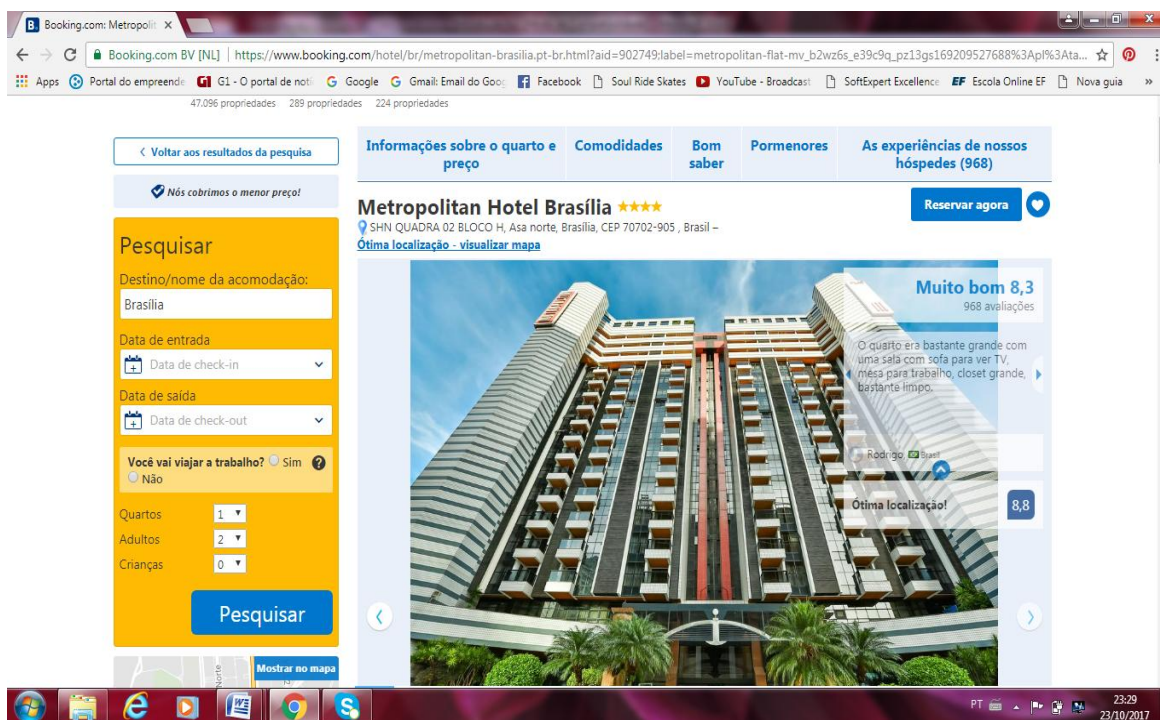 Booking.com: Metropolit
Booking.com BV [NL] | https://www.booking.com/hotel/br/metropolitan-brasilia.pt-br.html?aid=902749;label=metropolitan-flat-mv_b2wz6s_e39c9q_pz13gs169209527688%3Apl%3Ata...
Apps Portal do empreende G1 - O portal de notí Google Gmail: Email do Goog Facebook Soul Ride Skates YouTube - Broadcast SoftExpert Excellence EF Escola Online EF Nova guia »
47.096 propriedades 289 propriedades 224 propriedades
Voltar aos resultados da pesquisa
Nós cobrimos o menor preço!
Informações sobre o quarto e preço
Comodidades
Bom saber
Pormenores
As experiências de nossos hóspedes (968)
Metropolitan Hotel Brasília
Reservar agora
SHN QUADRA 02 BLOCO H, Asa norte, Brasília, CEP 70702-905 , Brasil –
Ótima localização - visualizar mapa
Pesquisar
Destino/nome da acomodação:
Brasília
Data de entrada
Data de check-in
Data de saída
Data de check-out
Você vai viajar a trabalho? Sim
Não
Quartos 1
Adultos 2
Crianças 0
Pesquisar
Mostrar no mapa
Norte
Muito bom 8,3
968 avaliações
O quarto era bastante grande com
uma sala com sofa para ver TV,
mesa para trabalho, closet grande,
bastante limpo.
Rodrigo, Brasil
Ótima localização! 8,8
PT
23:29
23/10/2017